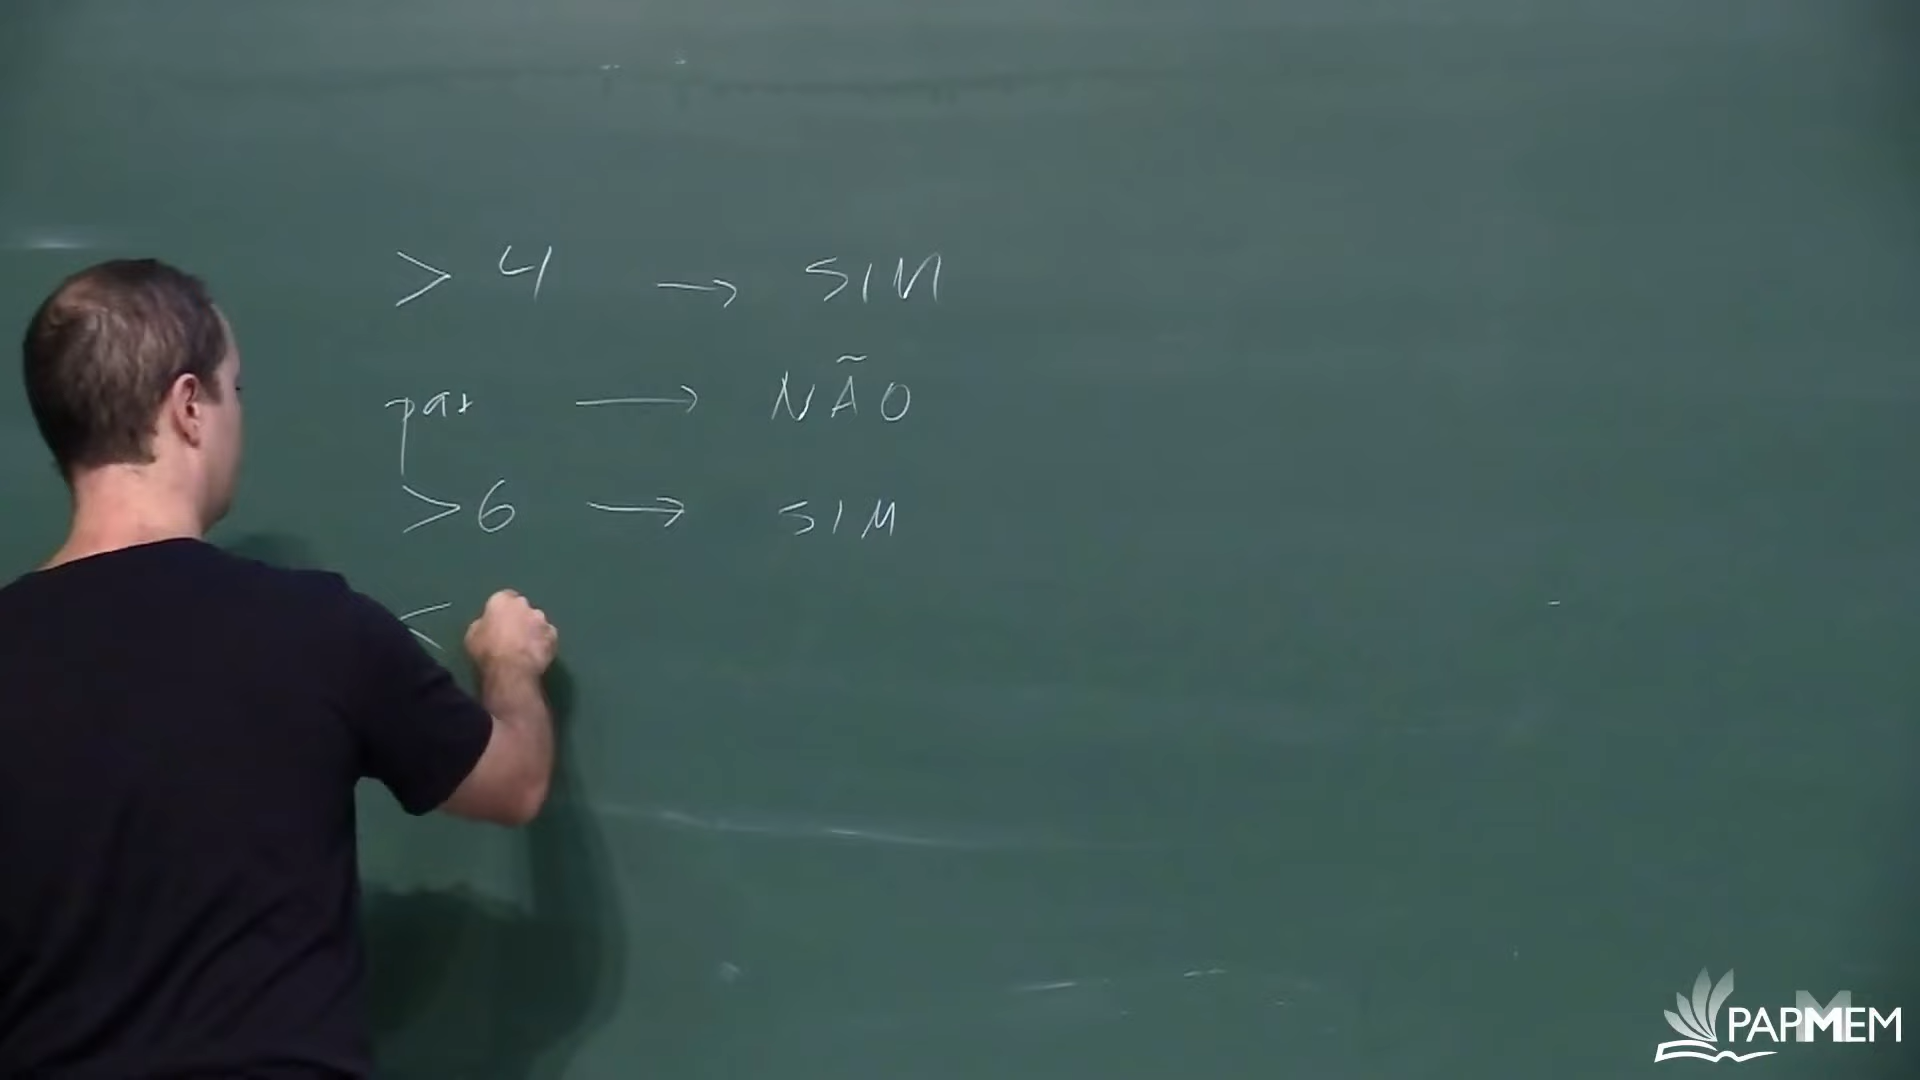 > 4 → SIM
par → NÃO
> 6 → SIM
<
PAPMEM